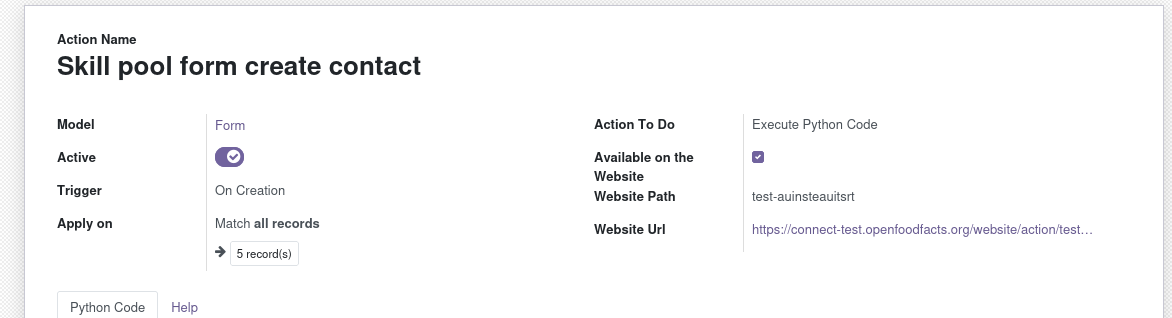 Action Name
Skill pool form create contact
Model
Form
Active
Trigger
On Creation
Apply on
Match all records
5 record(s)
Action To Do
Execute Python Code
Available on the
Website
Website Path
test-auinsteauitsrt
Website Url
https://connect-test.openfoodfacts.org/website/action/test...
Python Code
Help